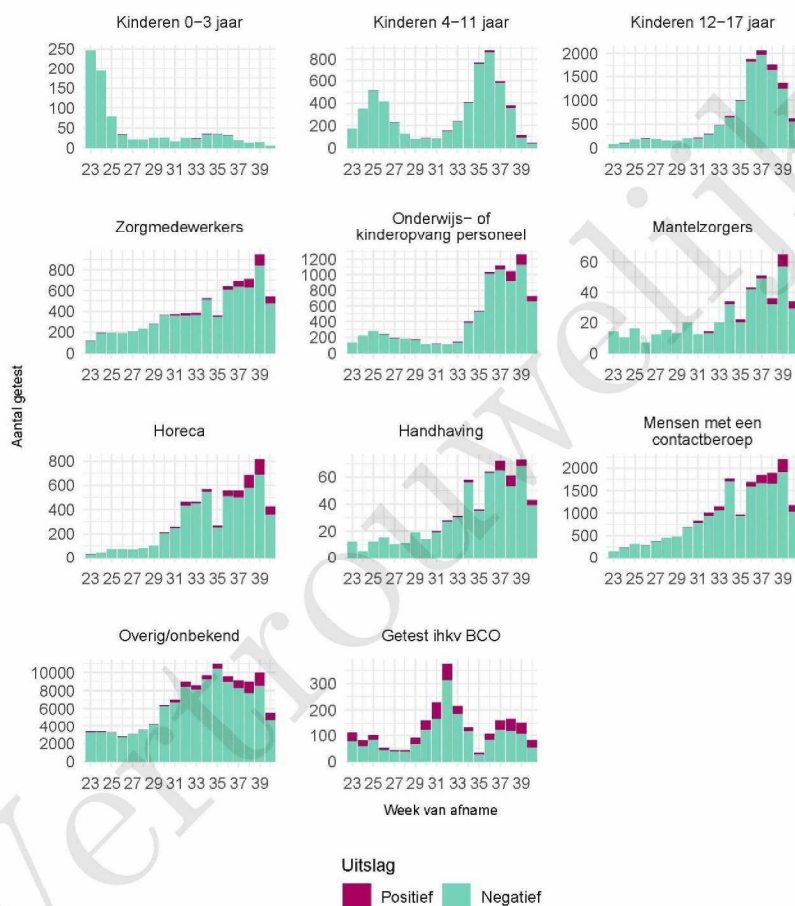 Kinderen 0−3 jaar
Kinderen 4−11 jaar
Kinderen 12−17 jaar
250
200
150
100
50
0
23 25 27 29 31 33 35 37 39
800
600
400
200
0
23 25 27 29 31 33 35 37 39
2000
1500
1000
500
0
23 25 27 29 31 33 35 37 39
Zorgmedewerkers
Onderwijs− of
kinderopvang personeel
Mantelzorgers
800
600
400
200
0
23 25 27 29 31 33 35 37 39
1200
1000
800
600
400
200
0
23 25 27 29 31 33 35 37 39
60
40
20
0
23 25 27 29 31 33 35 37 39
Aantal getest
Horeca
Handhaving
Mensen met een
contactberoep
800
600
400
200
0
23 25 27 29 31 33 35 37 39
60
40
20
0
23 25 27 29 31 33 35 37 39
2000
1500
1000
500
0
23 25 27 29 31 33 35 37 39
Overig/onbekend
Getest ihkv BCO
10000
8000
6000
4000
2000
0
23 25 27 29 31 33 35 37 39
300
200
100
0
23 25 27 29 31 33 35 37 39
Week van afname
Uitslag
Positief
Negatief
Vertrouwelijk